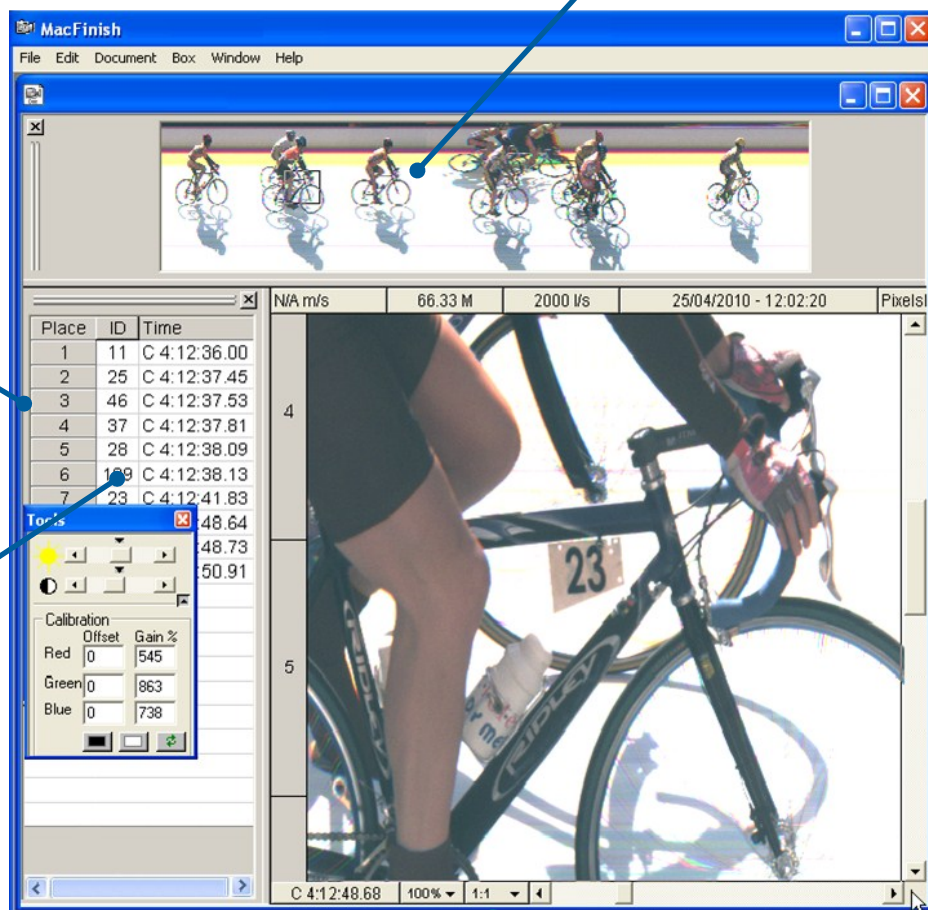 MacFinish
File Edit Document Box Window Help
N/A m/s 66.33 M 2000 l/s 25/04/2010 - 12:02:20
Place ID Time
1 11 C 4:12:36.00
2 25 C 4:12:37.45
3 46 C 4:12:37.53
4 37 C 4:12:37.81
5 28 C 4:12:38.09
6 C 4:12:38.13
7 23 C 4:12:41.83
:48.64
:48.73
:50.91
Tools
Calibration
Offset Gain %
Red 0 545
Green 0 863
Blue 0 738
4
5
23
RIDLEY
RIDLEY
C 4:12:48.68 100% 1:1